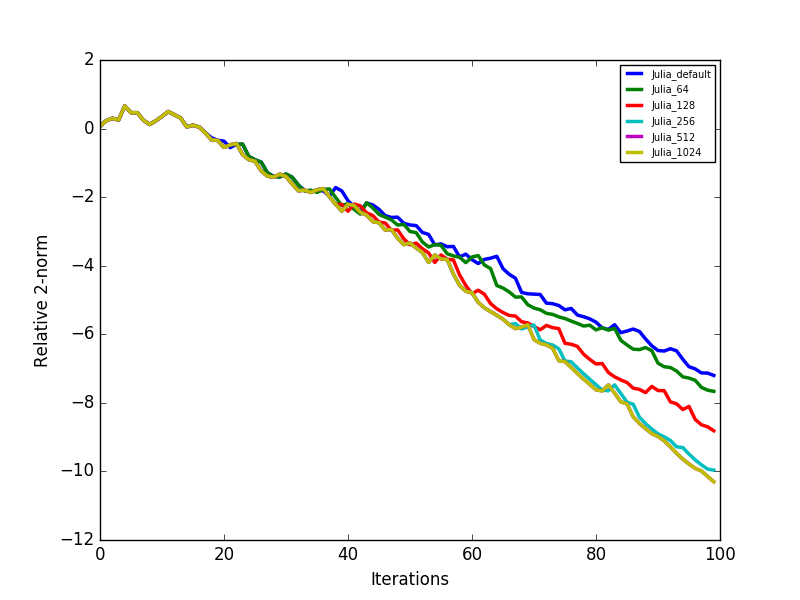 2
0
−2
−4
−6
−8
−10
−12
0 20 40 60 80 100
Iterations
Relative 2-norm
Julia_default
Julia_64
Julia_128
Julia_256
Julia_512
Julia_1024